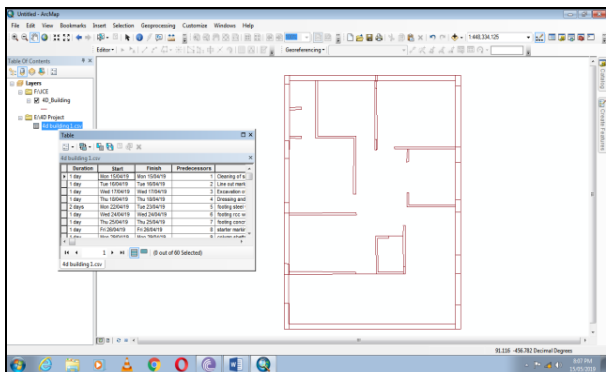 Untitled - ArcMap
File Edit View Bookmarks Insert Selection Geoprocessing Customize Windows Help
1:448,334,125
Editor
Georeferencing
Table Of Contents
Layers
F:\JCE
4D_Building
E:\4D Project
4d building 1.csv
Table
4d building 1.csv
Duration Start Finish Predecessors
1 day Mon 15/04/19 Mon 15/04/19 1 Cleaning of s
1 day Tue 16/04/19 Tue 16/04/19 2 Line out mark
1 day Wed 17/04/19 Wed 17/04/19 3 Excavation o
1 day Thu 18/04/19 Thu 18/04/19 4 Dressing and
2 days Mon 22/04/19 Tue 23/04/19 5 footing steel
1 day Wed 24/04/19 Wed 24/04/19 6 footing rcc w
1 day Thu 25/04/19 Thu 25/04/19 7 footing concr
1 day Fri 26/04/19 Fri 26/04/19 8 starter marki
1 (0 out of 60 Selected)
4d building 1.csv
Catalog
Create Features
91.116 -456.782 Decimal Degrees
8:07 PM
15/05/2019